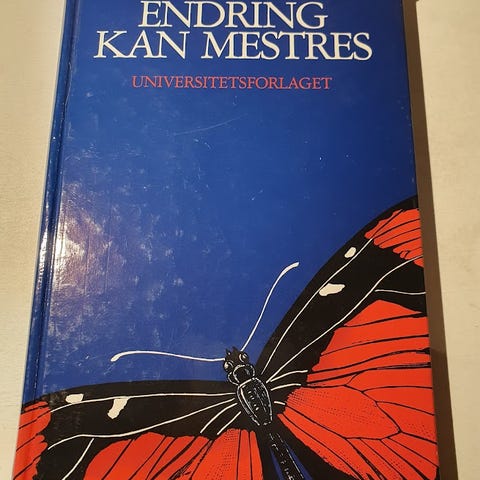 ENDRING
KAN MESTRES
UNIVERSITETSFORLAGET